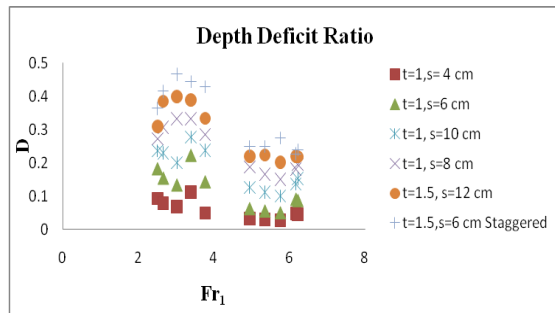 Depth Deficit Ratio
0.5
0.4
0.3
0.2
0.1
0
D
0 2 4 6 8
Fr₁
t=1,s= 4 cm
t=1,s=6 cm
t=1, s=10 cm
t=1, s=8 cm
t=1.5, s=12 cm
t=1.5,s=6 cm Staggered